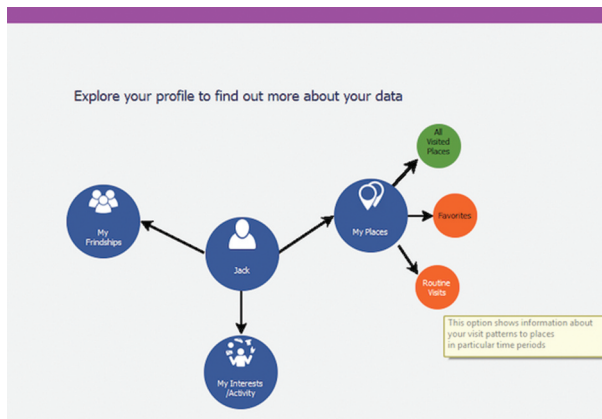 Explore your profile to find out more about your data
All
Visited
Places
My
Frindships
Jack
My Places
Favorites
Routine
Visits
This option shows information about
your visit patterns to places
in particular time periods
My Interests
/Activity